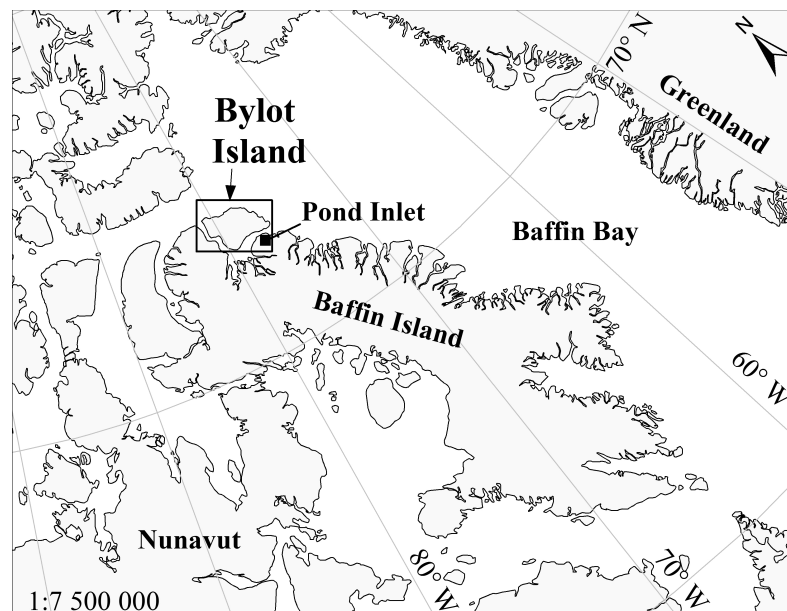 N
70° N
Greenland
Bylot
Island
Pond Inlet
Baffin Bay
Baffin Island
60° W
Nunavut
80° W
70° W
1:7 500 000